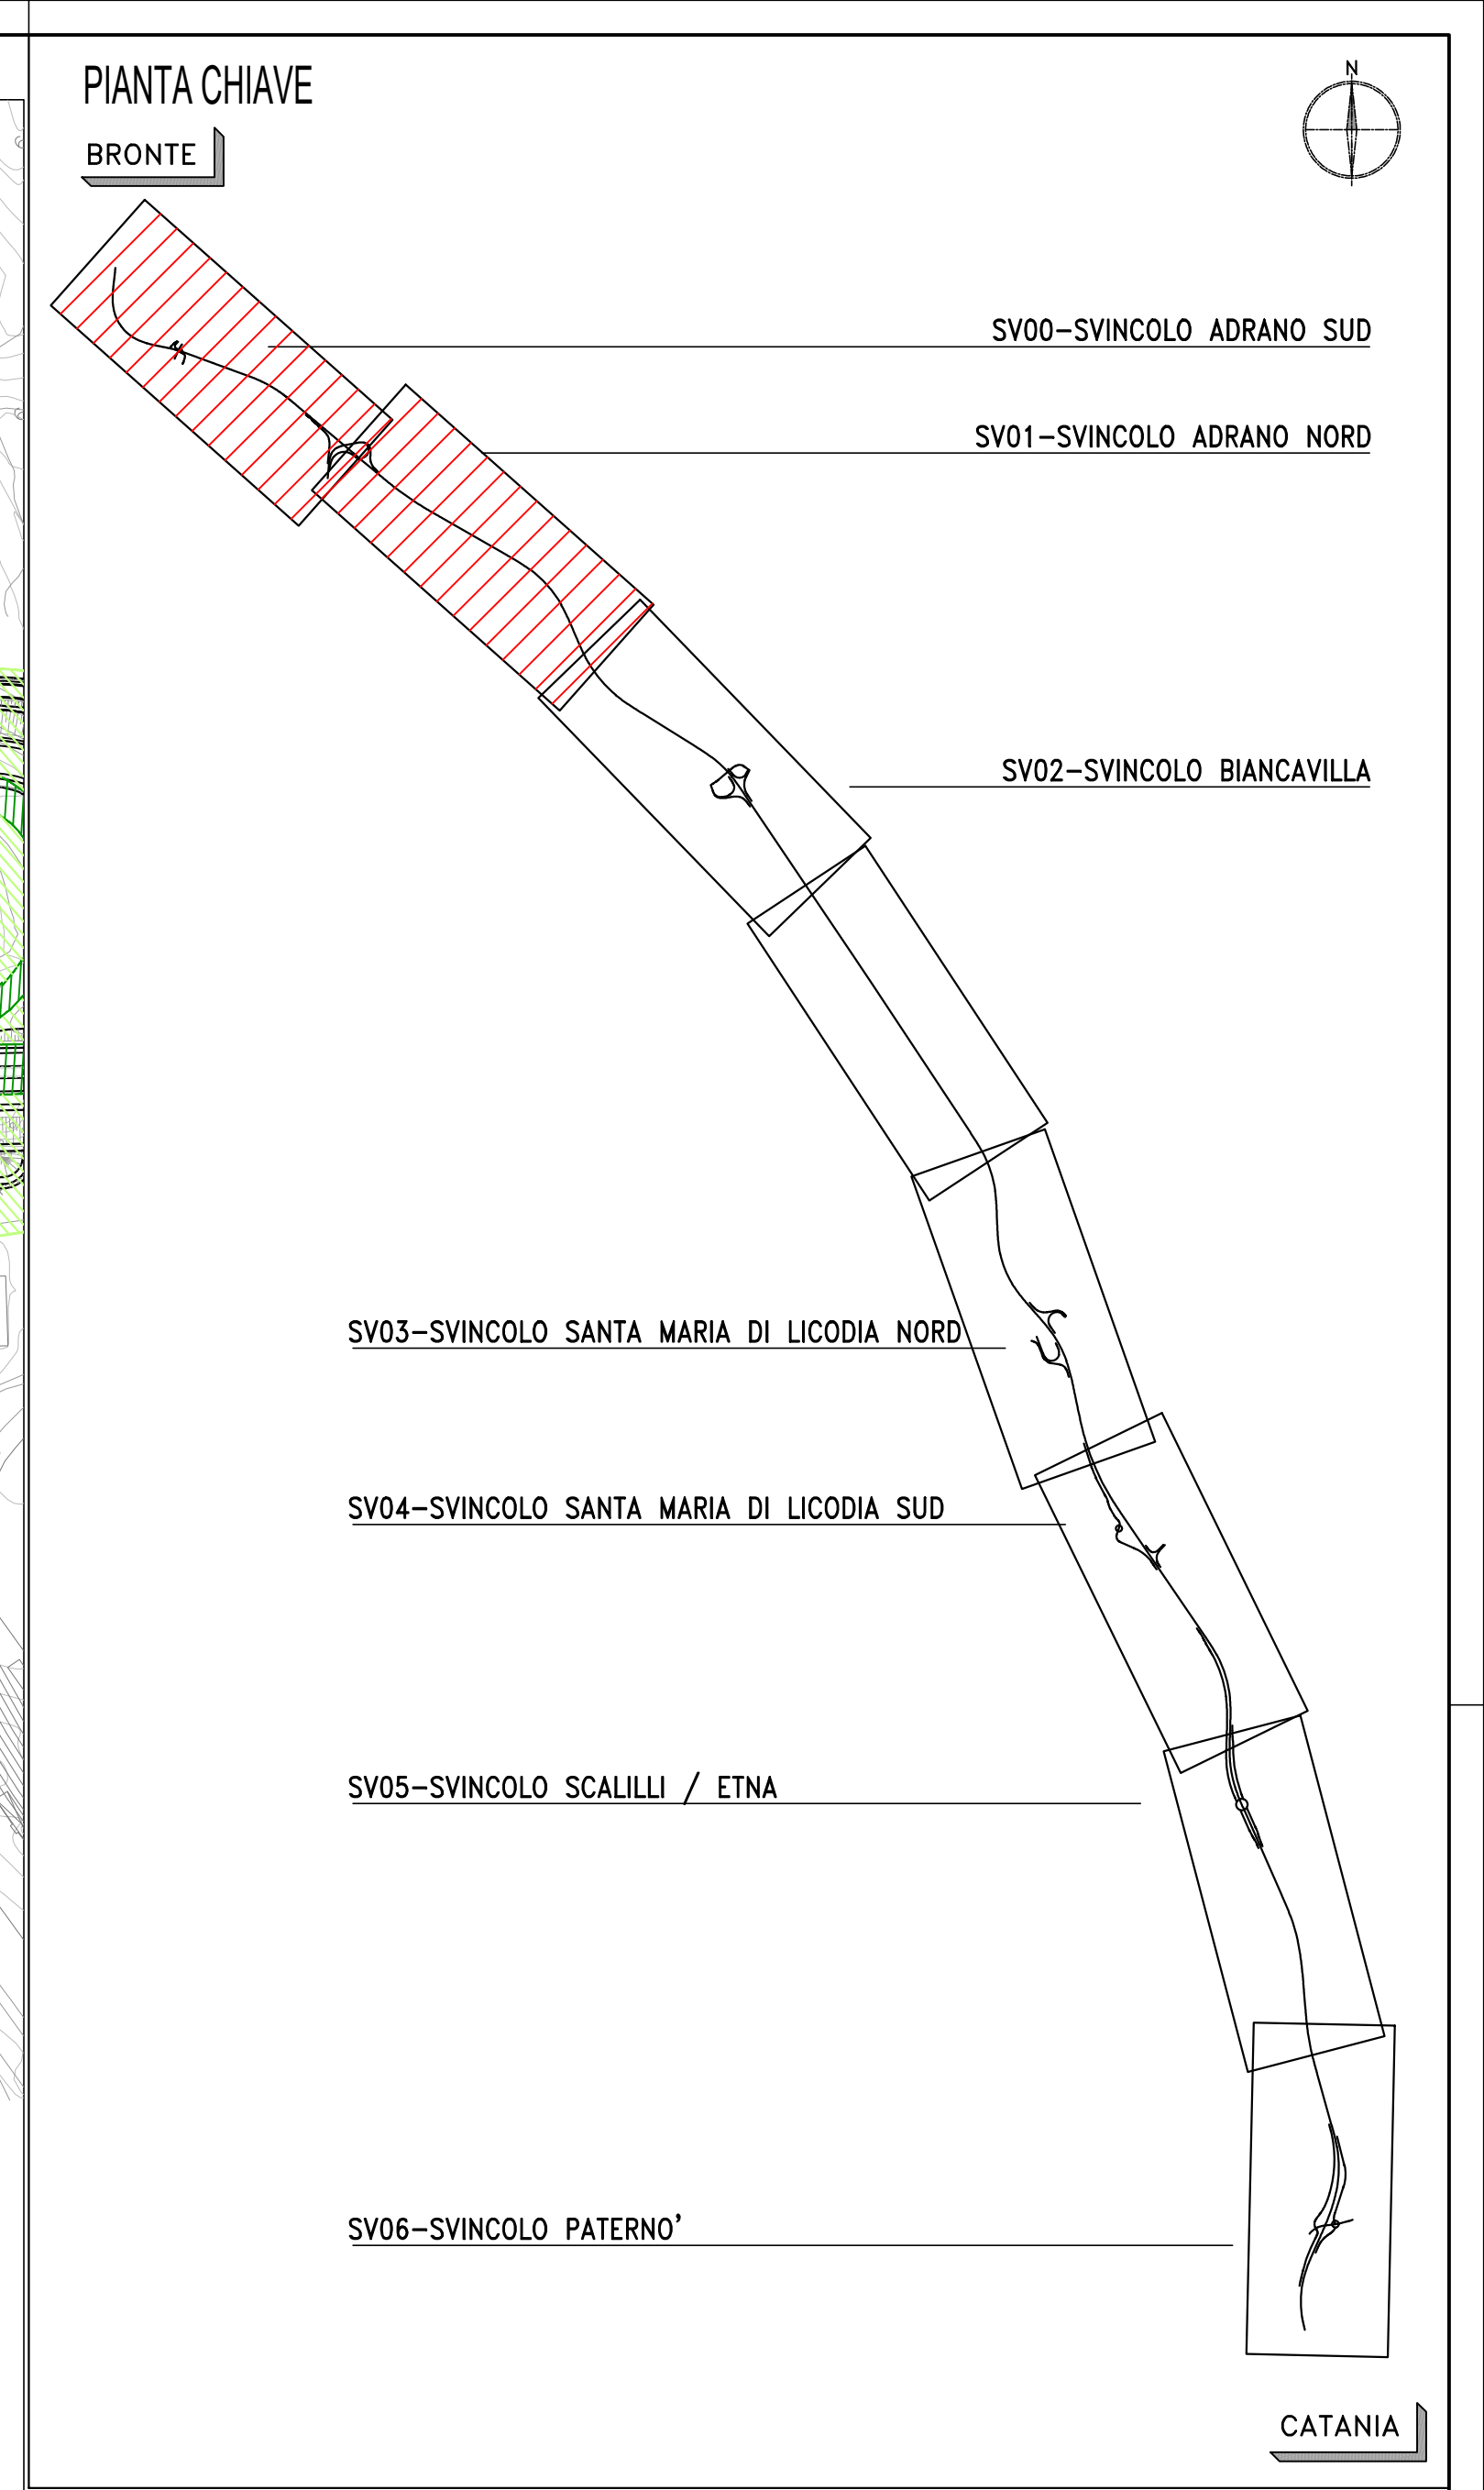 PIANTA CHIAVE
N
BRONTE
SV00-SVINCOLO ADRANO SUD
SV01-SVINCOLO ADRANO NORD
SV02-SVINCOLO BIANCAVILLA
SV03-SVINCOLO SANTA MARIA DI LICODIA NORD
SV04-SVINCOLO SANTA MARIA DI LICODIA SUD
SV05-SVINCOLO SCALILLI / ETNA
SV06-SVINCOLO PATERNO'
CATANIA